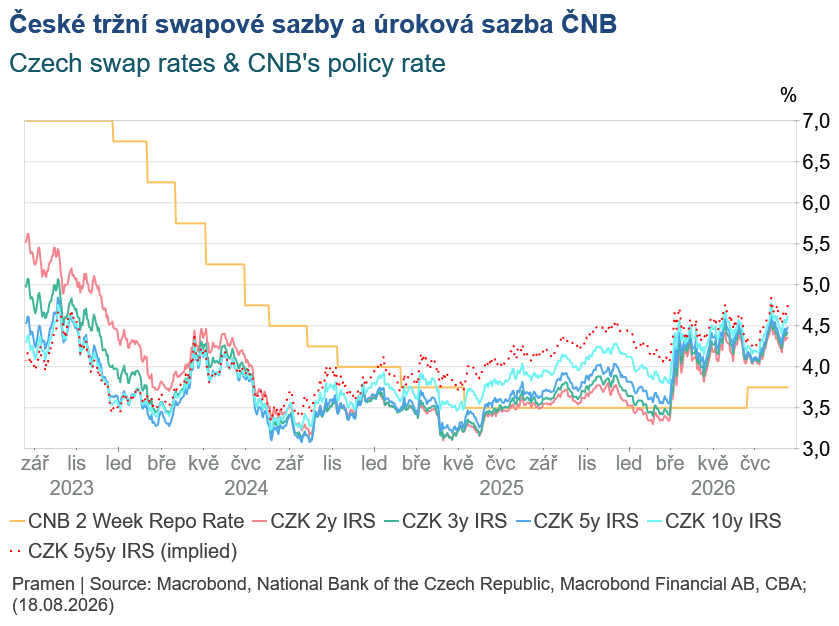 České tržní swapové sazby a úroková sazba ČNB
Czech swap rates & CNB's policy rate
%
7,0
6,5
6,0
5,5
5,0
4,5
4,0
3,5
3,0
zář lis led bře kvě čvc zář lis led bře kvě čvc zář lis led bře kvě čvc
2023 2024 2025 2026
CNB 2 Week Repo Rate CZK 2y IRS CZK 3y IRS CZK 5y IRS CZK 10y IRS
CZK 5y5y IRS (implied)
Pramen | Source: Macrobond, National Bank of the Czech Republic, Macrobond Financial AB, CBA;
(18.08.2026)